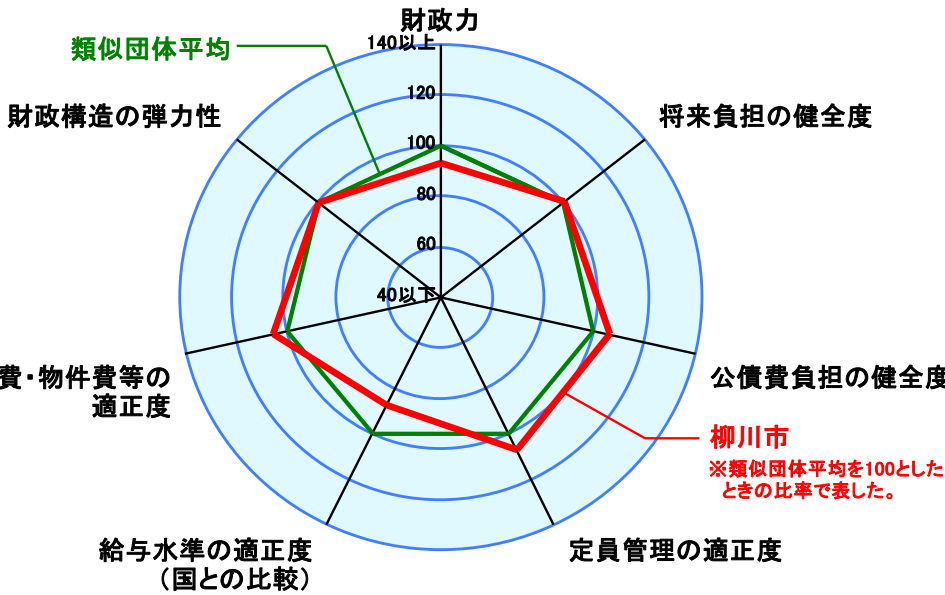 財政力
140以上
類似団体平均
120
財政構造の弾力性
将来負担の健全度
100
80
60
40以下
費・物件費等の
適正度
公債費負担の健全度
柳川市
※類似団体平均を100とした
ときの比率で表した。
給与水準の適正度
（国との比較）
定員管理の適正度